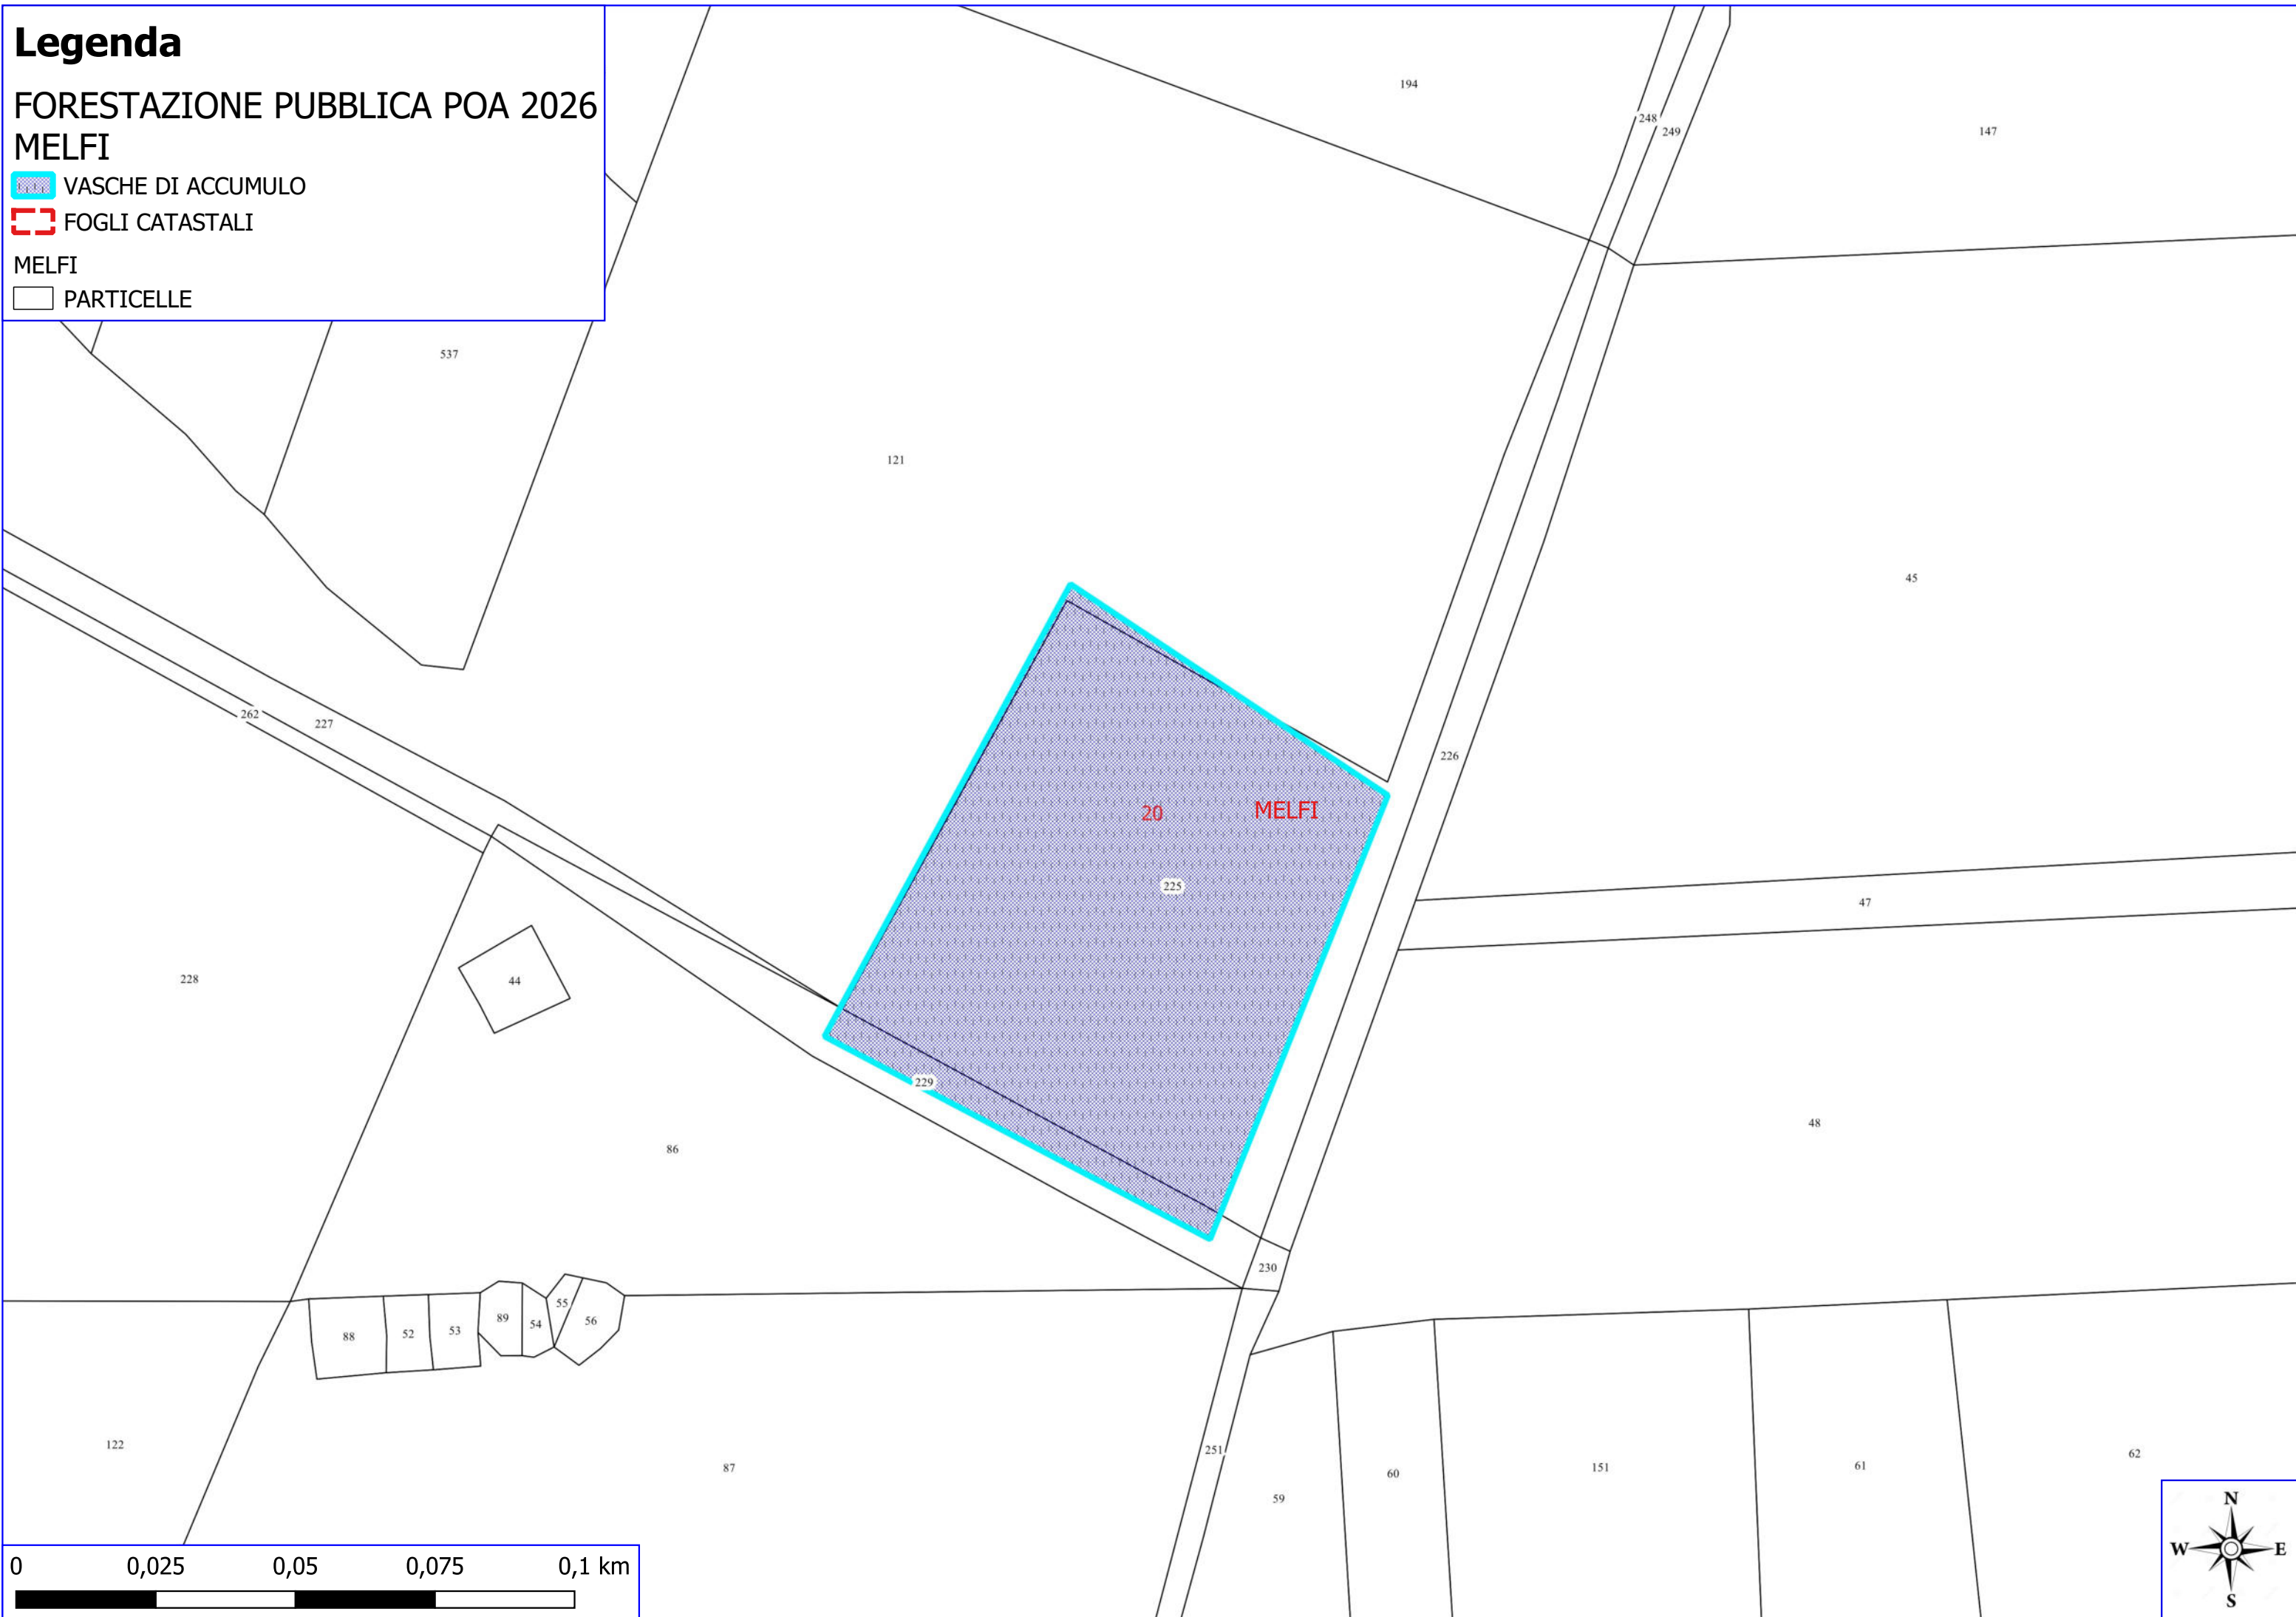 Legenda
FORESTAZIONE PUBBLICA POA 2026
MELFI
VASCHE DI ACCUMULO
FOGLI CATASTALI
MELFI
PARTICELLE
194
248
249
147
537
121
45
262
227
226
20
MELFI
225
47
228
44
229
86
48
230
55
89
54
56
88
52
53
122
87
251
59
60
151
61
62
0 0,025 0,05 0,075 0,1 km
N
W E
S